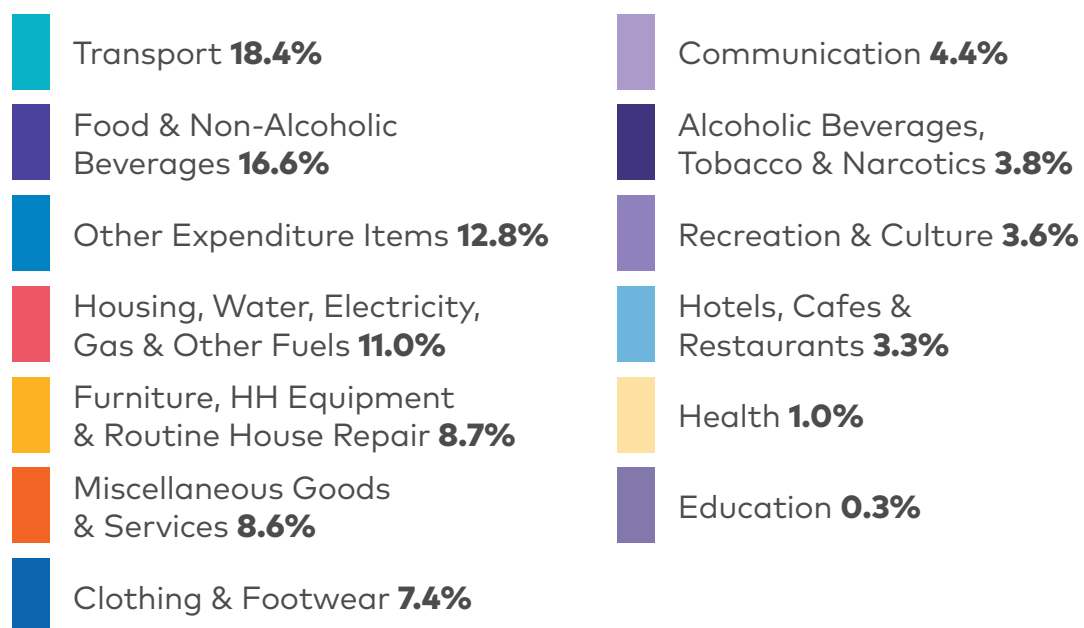 Transport 18.4%
Food & Non-Alcoholic
Beverages 16.6%
Other Expenditure Items 12.8%
Housing, Water, Electricity,
Gas & Other Fuels 11.0%
Furniture, HH Equipment
& Routine House Repair 8.7%
Miscellaneous Goods
& Services 8.6%
Clothing & Footwear 7.4%
Communication 4.4%
Alcoholic Beverages,
Tobacco & Narcotics 3.8%
Recreation & Culture 3.6%
Hotels, Cafes &
Restaurants 3.3%
Health 1.0%
Education 0.3%